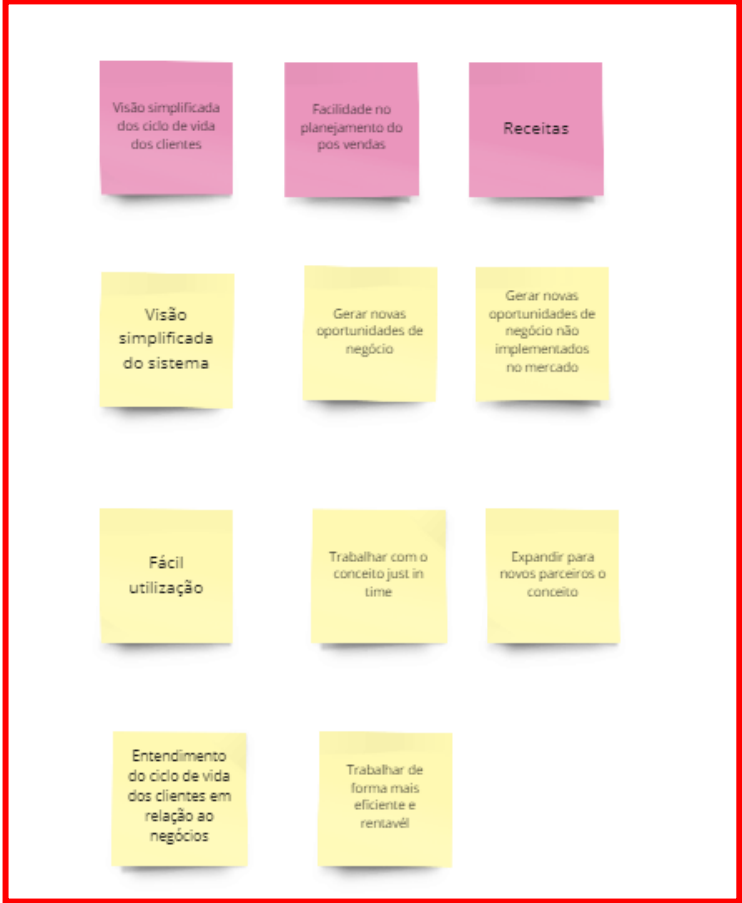 Visão simplificada
dos ciclo de vida
dos clientes
Facilidade no
planejamento do
pos vendas
Receitas
Visão
simplificada
do sistema
Gerar novas
oportunidades de
negócio
Gerar novas
oportunidades de
negócio não
implementados
no mercado
Fácil
utilização
Trabalhar com o
conceito just in
time
Expandir para
novos parceiros o
conceito
Entendimento
do ciclo de vida
dos clientes em
relação ao
negócios
Trabalhar de
forma mais
eficiente e
rentavél